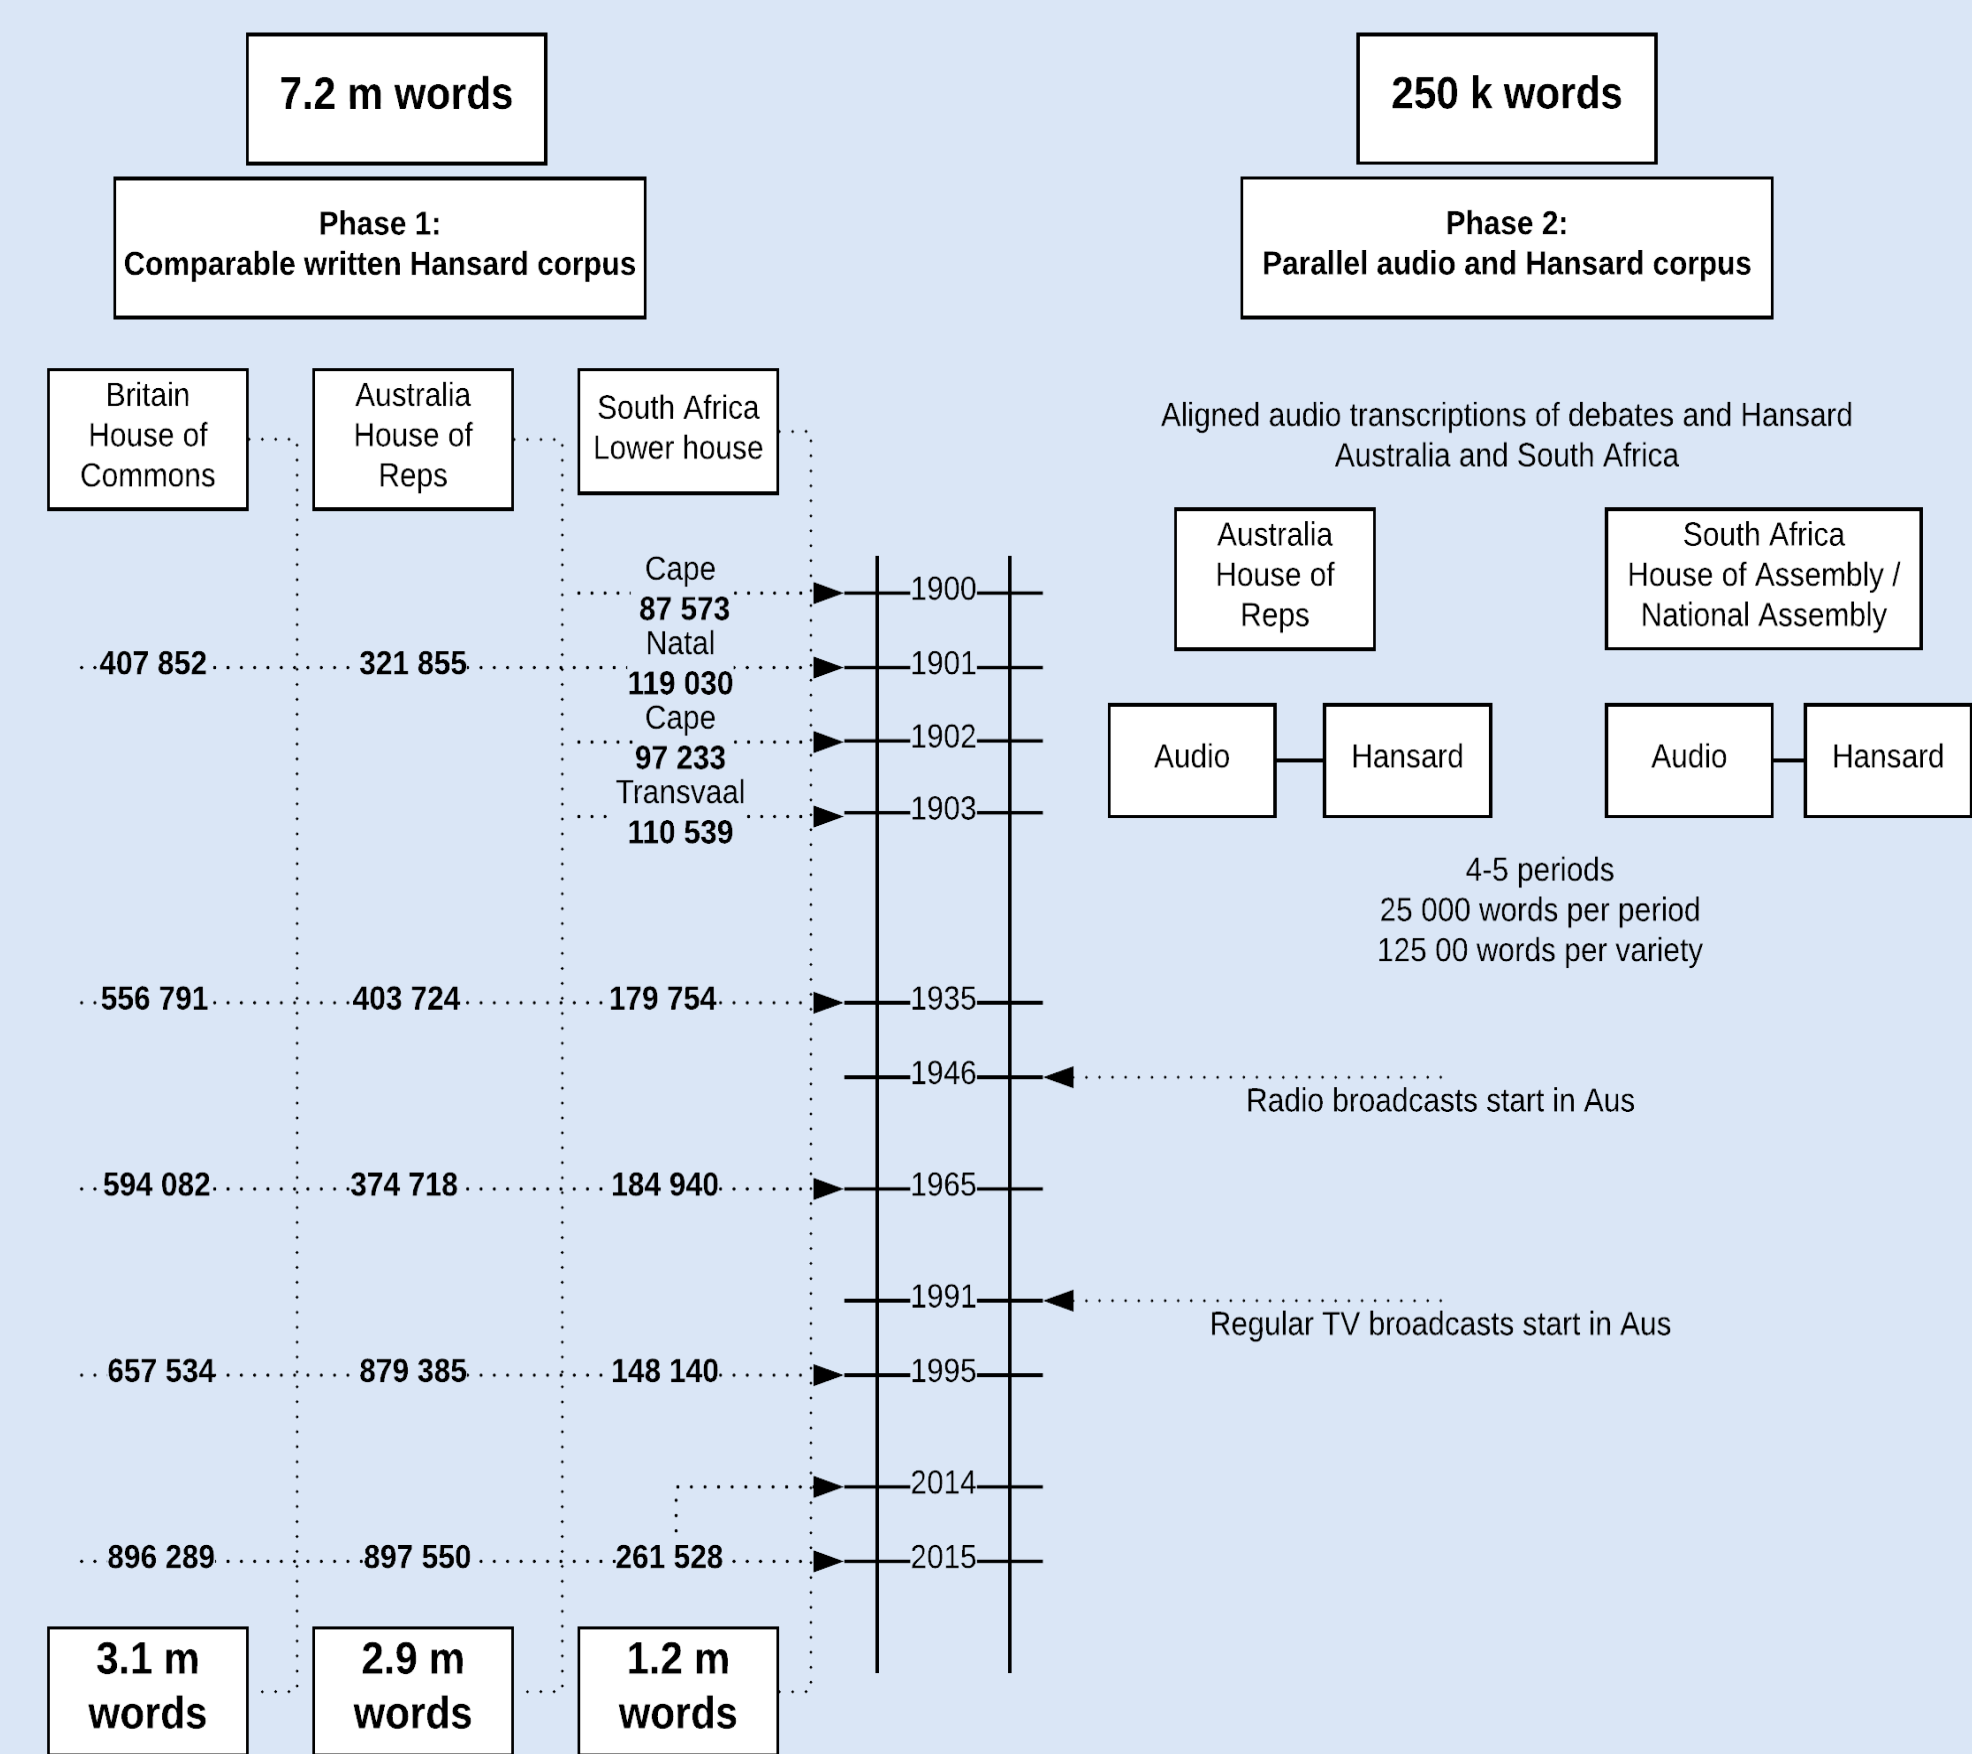 7.2 m words
250 k words
Phase 1:
Comparable written Hansard corpus
Phase 2:
Parallel audio and Hansard corpus
Britain
House of
Commons
Australia
House of
Reps
South Africa
Lower house
Aligned audio transcriptions of debates and Hansard
Australia and South Africa
Australia
House of
Reps
South Africa
House of Assembly /
National Assembly
Audio
Hansard
Audio
Hansard
4-5 periods
25 000 words per period
125 00 words per variety
Cape
87 573
1900
407 852
321 855
Natal
119 030
1901
Cape
97 233
1902
Transvaal
110 539
1903
556 791
403 724
179 754
1935
1946
Radio broadcasts start in Aus
594 082
374 718
184 940
1965
1991
Regular TV broadcasts start in Aus
657 534
879 385
148 140
1995
2014
896 289
897 550
261 528
2015
3.1 m
words
2.9 m
words
1.2 m
words